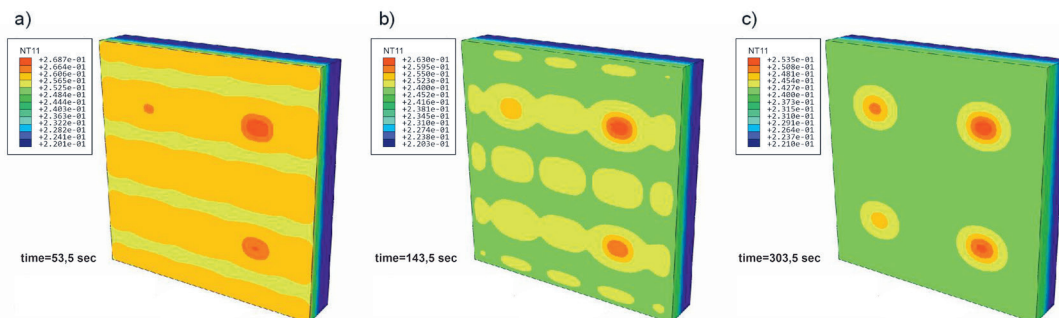 a)
NT11
+2.687e-01
+2.664e-01
+2.606e-01
+2.565e-01
+2.525e-01
+2.484e-01
+2.444e-01
+2.403e-01
+2.363e-01
+2.322e-01
+2.282e-01
+2.241e-01
+2.201e-01
time=53,5 sec
b)
NT11
+2.630e-01
+2.595e-01
+2.550e-01
+2.523e-01
+2.400e-01
+2.452e-01
+2.416e-01
+2.381e-01
+2.345e-01
+2.310e-01
+2.274e-01
+2.238e-01
+2.203e-01
time=143,5 sec
c)
NT11
+2.535e-01
+2.508e-01
+2.481e-01
+2.454e-01
+2.427e-01
+2.400e-01
+2.373e-01
+2.315e-01
+2.310e-01
+2.291e-01
+2.264e-01
+2.237e-01
+2.210e-01
time=303,5 sec